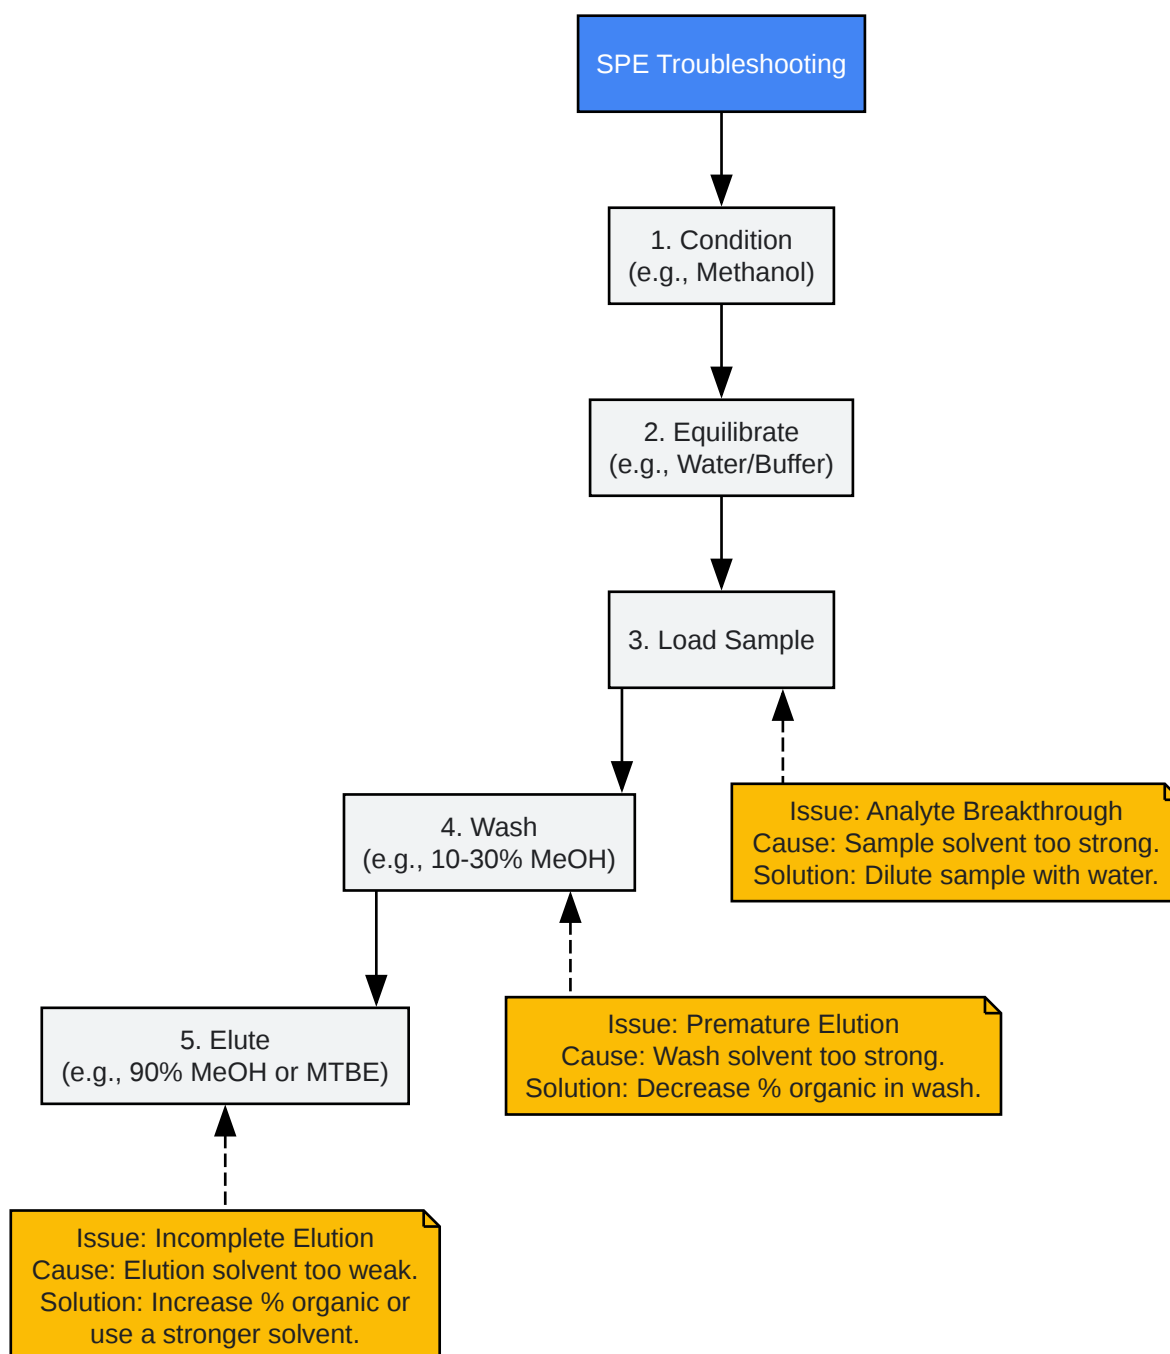 SPE Troubleshooting
1. Condition
(e.g., Methanol)
2. Equilibrate
(e.g., Water/Buffer)
3. Load Sample
Issue: Analyte Breakthrough
Cause: Sample solvent too strong.
Solution: Dilute sample with water.
4. Wash
(e.g., 10-30% MeOH)
Issue: Premature Elution
Cause: Wash solvent too strong.
Solution: Decrease % organic in wash.
5. Elute
(e.g., 90% MeOH or MTBE)
Issue: Incomplete Elution
Cause: Elution solvent too weak.
Solution: Increase % organic or
use a stronger solvent.